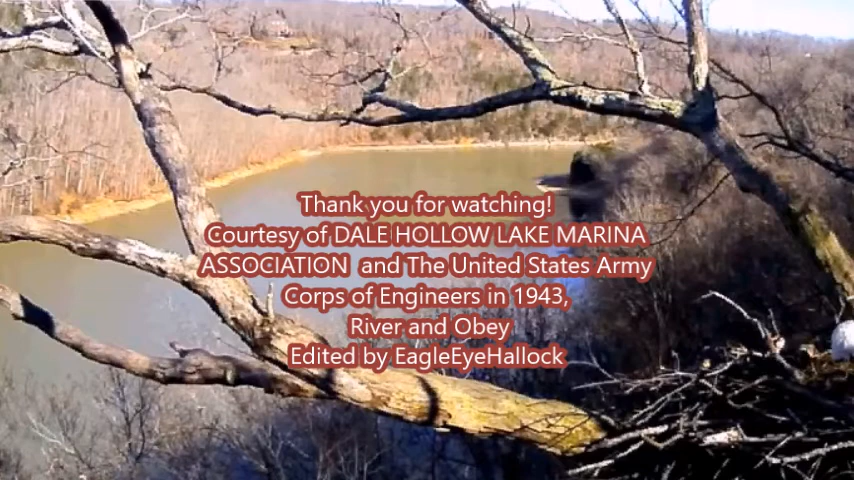 Thank you for watching!
Courtesy of DALE HOLLOW LAKE MARINA
ASSOCIATION and The United States Army
Corps of Engineers in 1943,
River and Obey
Edited by EagleEyeHallock